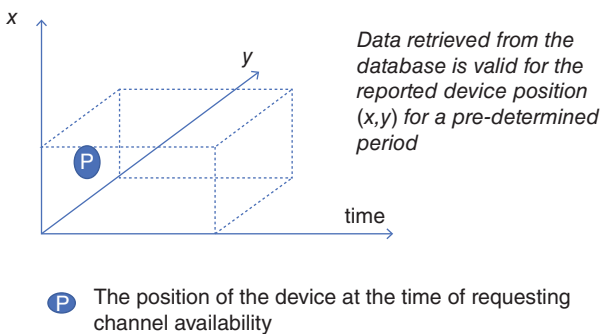 x
y
Data retrieved from the
database is valid for the
reported device position
(x,y) for a pre-determined
period
P
time
P The position of the device at the time of requesting
channel availability